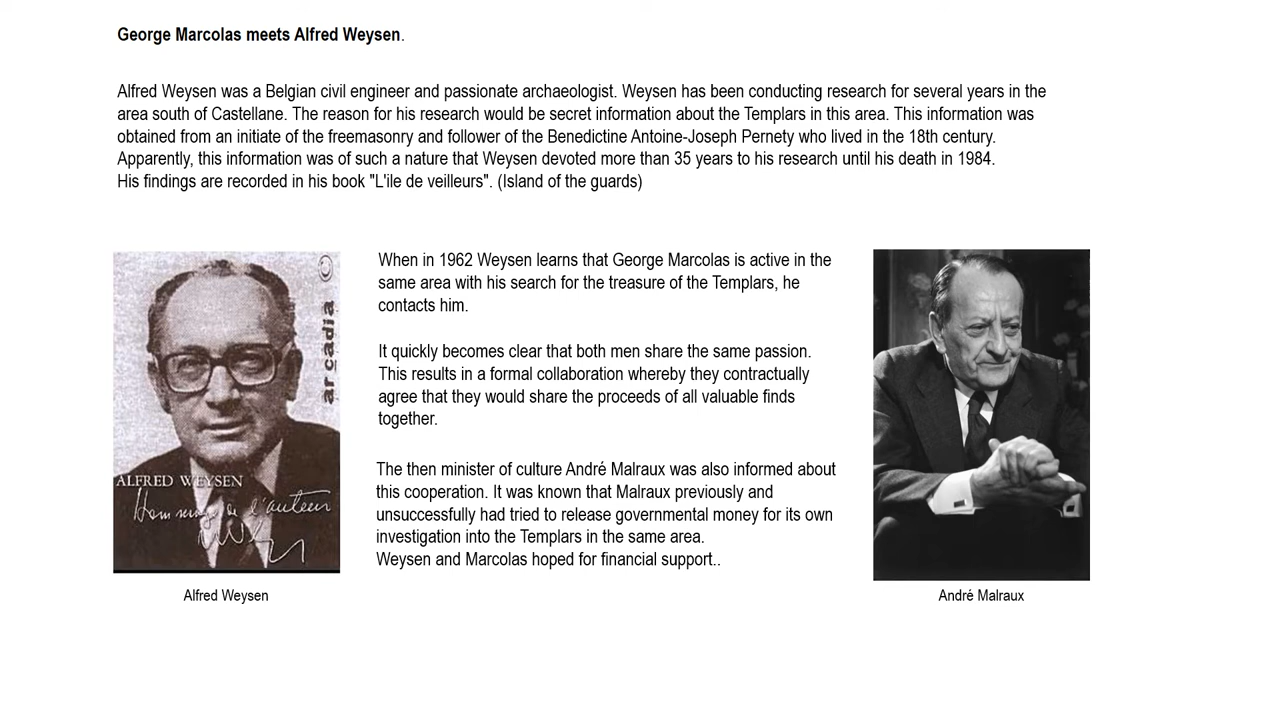 George Marcolas meets Alfred Weysen.
Alfred Weysen was a Belgian civil engineer and passionate archaeologist. Weysen has been conducting research for several years in the
area south of Castellane. The reason for his research would be secret information about the Templars in this area. This information was
obtained from an initiate of the freemasonry and follower of the Benedictine Antoine-Joseph Pernety who lived in the 18th century.
Apparently, this information was of such a nature that Weysen devoted more than 35 years to his research until his death in 1984.
His findings are recorded in his book "L'ile de veilleurs". (Island of the guards)
arcadia ©
ALFRED WEYSEN
Hommage de l'auteur
Alfred Weysen
When in 1962 Weysen learns that George Marcolas is active in the
same area with his search for the treasure of the Templars, he
contacts him.
It quickly becomes clear that both men share the same passion.
This results in a formal collaboration whereby they contractually
agree that they would share the proceeds of all valuable finds
together.
The then minister of culture André Malraux was also informed about
this cooperation. It was known that Malraux previously and
unsuccessfully had tried to release governmental money for its own
investigation into the Templars in the same area.
Weysen and Marcolas hoped for financial support..
André Malraux